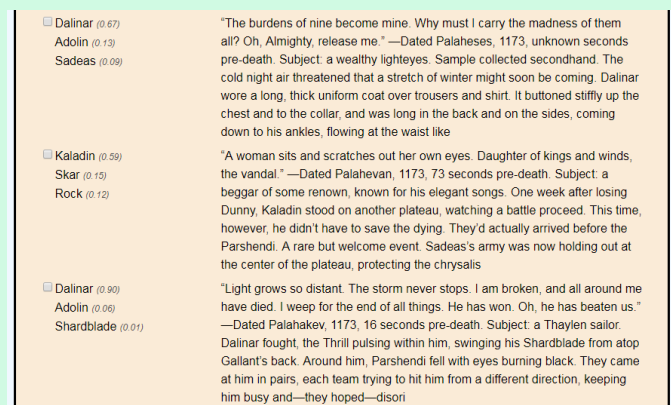 Dalinar (0.67)
Adolin (0.13)
Sadeas (0.09)
“The burdens of nine become mine. Why must I carry the madness of them
all? Oh, Almighty, release me.” —Dated Palaheses, 1173, unknown seconds
pre-death. Subject: a wealthy lighteyes. Sample collected secondhand. The
cold night air threatened that a stretch of winter might soon be coming. Dalinar
wore a long, thick uniform coat over trousers and shirt. It buttoned stiffly up the
chest and to the collar, and was long in the back and on the sides, coming
down to his ankles, flowing at the waist like
Kaladin (0.59)
Skar (0.15)
Rock (0.12)
“A woman sits and scratches out her own eyes. Daughter of kings and winds,
the vandal.” —Dated Palahevan, 1173, 73 seconds pre-death. Subject: a
beggar of some renown, known for his elegant songs. One week after losing
Dunny, Kaladin stood on another plateau, watching a battle proceed. This time,
however, he didn’t have to save the dying. They’d actually arrived before the
Parshendi. A rare but welcome event. Sadeas’s army was now holding out at
the center of the plateau, protecting the chrysalis
Dalinar (0.90)
Adolin (0.06)
Shardblade (0.01)
“Light grows so distant. The storm never stops. I am broken, and all around me
have died. I weep for the end of all things. He has won. Oh, he has beaten us.”
—Dated Palahakev, 1173, 16 seconds pre-death. Subject: a Thaylen sailor.
Dalinar fought, the Thrill pulsing within him, swinging his Shardblade from atop
Gallant’s back. Around him, Parshendi fell with eyes burning black. They came
at him in pairs, each team trying to hit him from a different direction, keeping
him busy and—they hoped—disori